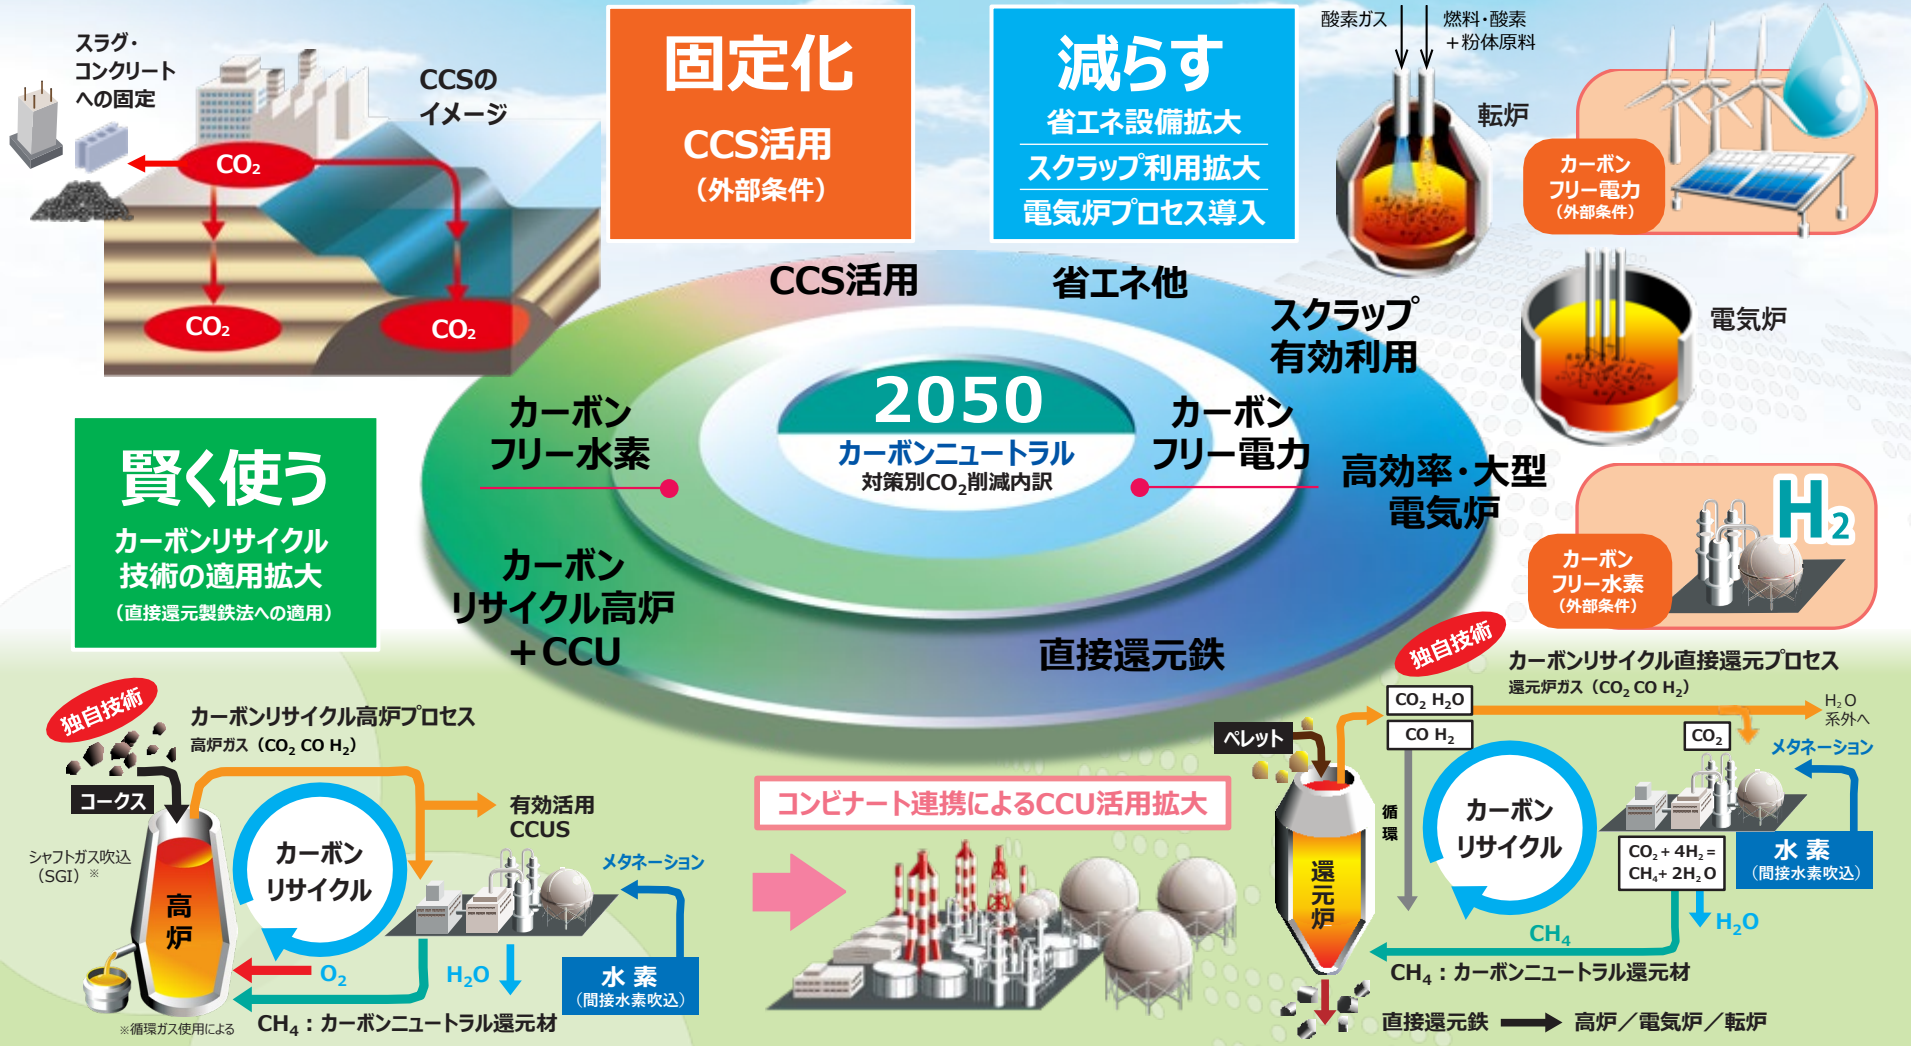 スラグ・
コンクリート
への固定
CCSの
イメージ
CO₂
CO₂
CO₂
固定化
CCS活用
（外部条件）
減らす
省エネ設備拡大
スクラップ利用拡大
電気炉プロセス導入
酸素ガス
燃料・酸素
＋粉体原料
転炉
カーボン
フリー電力
（外部条件）
電気炉
CCS活用
省エネ他
スクラップ
有効利用
カーボン
フリー水素
2050
カーボンニュートラル
対策別CO₂削減内訳
カーボン
フリー電力
高効率・大型
電気炉
カーボン
リサイクル高炉
＋CCU
直接還元鉄
賢く使う
カーボンリサイクル
技術の適用拡大
（直接還元製鉄法への適用）
H₂
カーボン
フリー水素
（外部条件）
独自技術
カーボンリサイクル高炉プロセス
高炉ガス（CO₂ CO H₂）
コークス
シャフトガス吹込
（SGI）※
高炉
カーボン
リサイクル
有効活用
CCUS
メタネーション
O₂
H₂O
水 素
（間接水素吹込）
CH₄：カーボンニュートラル還元材
※循環ガス使用による
コンビナート連携によるCCU活用拡大
独自技術
カーボンリサイクル直接還元プロセス
還元炉ガス（CO₂ CO H₂）
CO₂ H₂O
CO H₂
H₂O
系外へ
ペレット
CO₂
メタネーション
循環
カーボン
リサイクル
還元炉
CO₂ + 4H₂ =
CH₄ + 2H₂O
水 素
（間接水素吹込）
H₂O
CH₄
CH₄：カーボンニュートラル還元材
直接還元鉄
高炉／電気炉／転炉